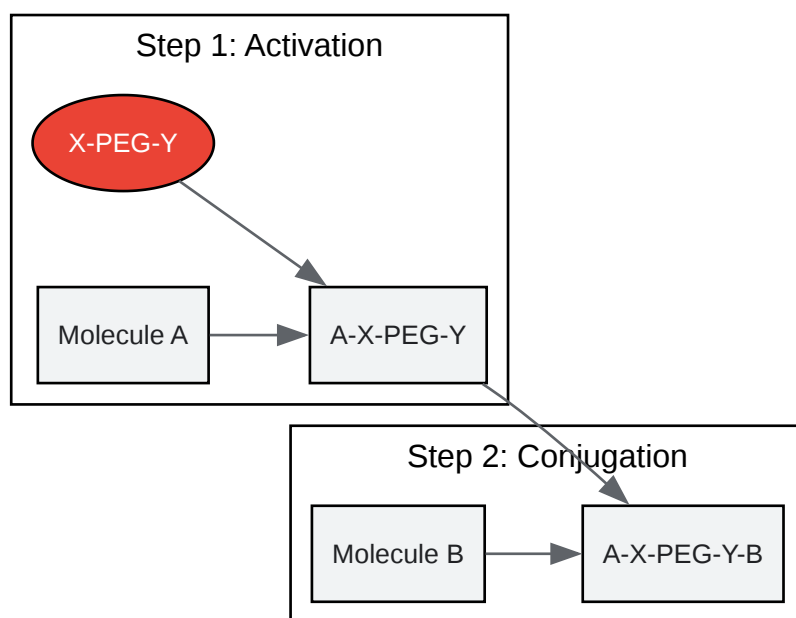 Step 1: Activation
X-PEG-Y
Molecule A
A-X-PEG-Y
Step 2: Conjugation
Molecule B
A-X-PEG-Y-B